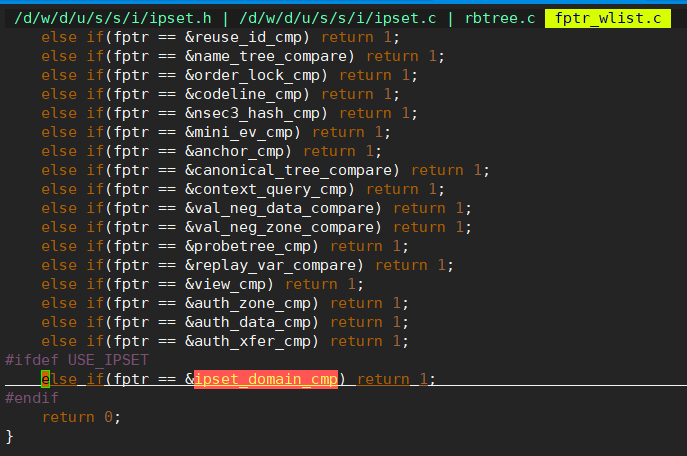 /d/w/d/u/s/s/i/ipset.h | /d/w/d/u/s/s/i/ipset.c | rbtree.c fptr_wlist.c
    else if(fptr == &reuse_id_cmp) return 1;
    else if(fptr == &name_tree_compare) return 1;
    else if(fptr == &order_lock_cmp) return 1;
    else if(fptr == &codeline_cmp) return 1;
    else if(fptr == &nsec3_hash_cmp) return 1;
    else if(fptr == &mini_ev_cmp) return 1;
    else if(fptr == &anchor_cmp) return 1;
    else if(fptr == &canonical_tree_compare) return 1;
    else if(fptr == &context_query_cmp) return 1;
    else if(fptr == &val_neg_data_compare) return 1;
    else if(fptr == &val_neg_zone_compare) return 1;
    else if(fptr == &probetree_cmp) return 1;
    else if(fptr == &replay_var_compare) return 1;
    else if(fptr == &view_cmp) return 1;
    else if(fptr == &auth_zone_cmp) return 1;
    else if(fptr == &auth_data_cmp) return 1;
    else if(fptr == &auth_xfer_cmp) return 1;
#ifdef USE_IPSET
    else if(fptr == &ipset_domain_cmp) return 1;
#endif
    return 0;
}